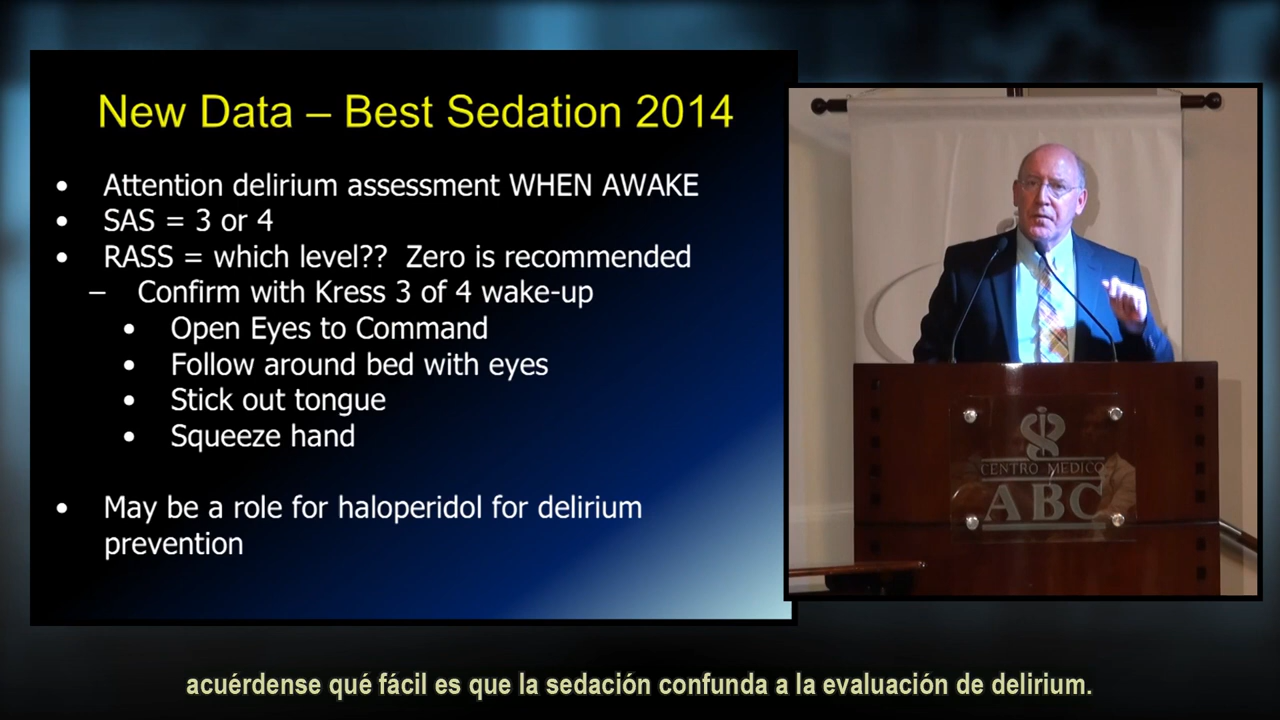 New Data – Best Sedation 2014
• Attention delirium assessment WHEN AWAKE
• SAS = 3 or 4
• RASS = which level?? Zero is recommended
– Confirm with Kress 3 of 4 wake-up
• Open Eyes to Command
• Follow around bed with eyes
• Stick out tongue
• Squeeze hand
• May be a role for haloperidol for delirium
prevention
CENTRO MEDICO
ABC
acuérdense qué fácil es que la sedación confunda a la evaluación de delirium.